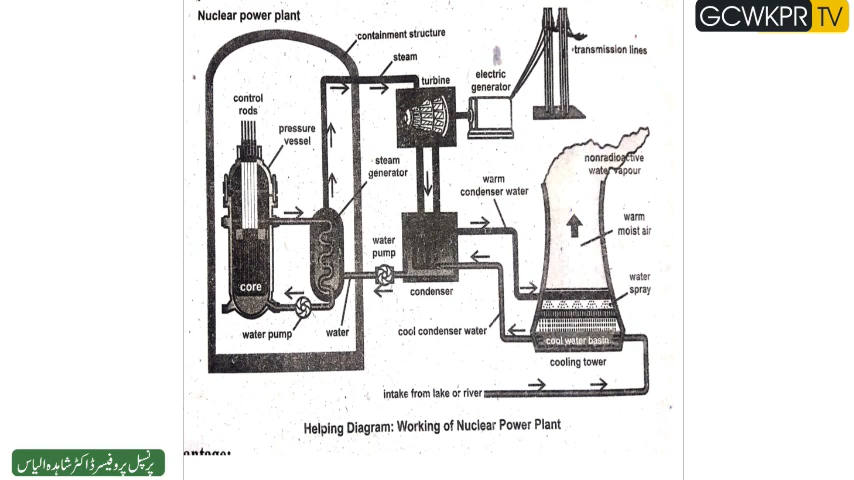 GCWKPR TV
Nuclear power plant
containment structure
steam
turbine
electric
generator
transmission lines
control
rods
pressure
vessel
steam
generator
nonradioactive
water vapour
warm
condenser water
warm
moist air
water
pump
water
spray
core
condenser
water pump
water
cool condenser water
cool water basin
cooling tower
intake from lake or river
Helping Diagram: Working of Nuclear Power Plant
پرنسپل پروفیسر ڈاکٹر شاہدہ الیاس